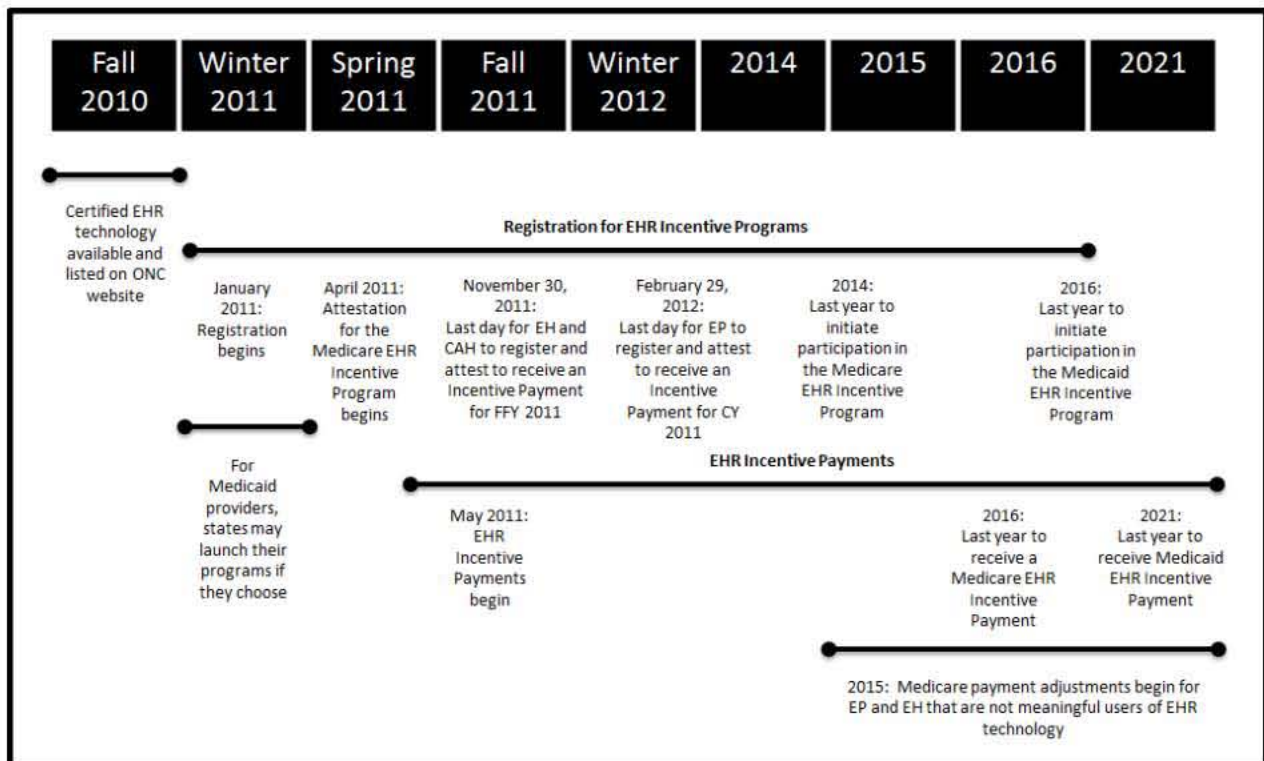 Fall
2010
Winter
2011
Spring
2011
Fall
2011
Winter
2012
2014
2015
2016
2021
Certified EHR
technology
available and
listed on ONC
website
Registration for EHR Incentive Programs
January
2011:
Registration
begins
April 2011:
Attestation
for the
Medicare EHR
Incentive
Program
begins
November 30,
2011:
Last day for EH and
CAH to register and
attest to receive an
Incentive Payment
for FFY 2011
February 29,
2012:
Last day for EP to
register and attest
to receive an
Incentive
Payment for CY
2011
2014:
Last year to
initiate
participation in
the Medicare
EHR Incentive
Program
2016:
Last year to
initiate
participation in
the Medicaid
EHR Incentive
Program
For
Medicaid
providers,
states may
launch their
programs if
they choose
EHR Incentive Payments
May 2011:
EHR
Incentive
Payments
begin
2016:
Last year to
receive a
Medicare EHR
Incentive
Payment
2021:
Last year to
receive Medicaid
EHR Incentive
Payment
2015: Medicare payment adjustments begin for
EP and EH that are not meaningful users of EHR
technology